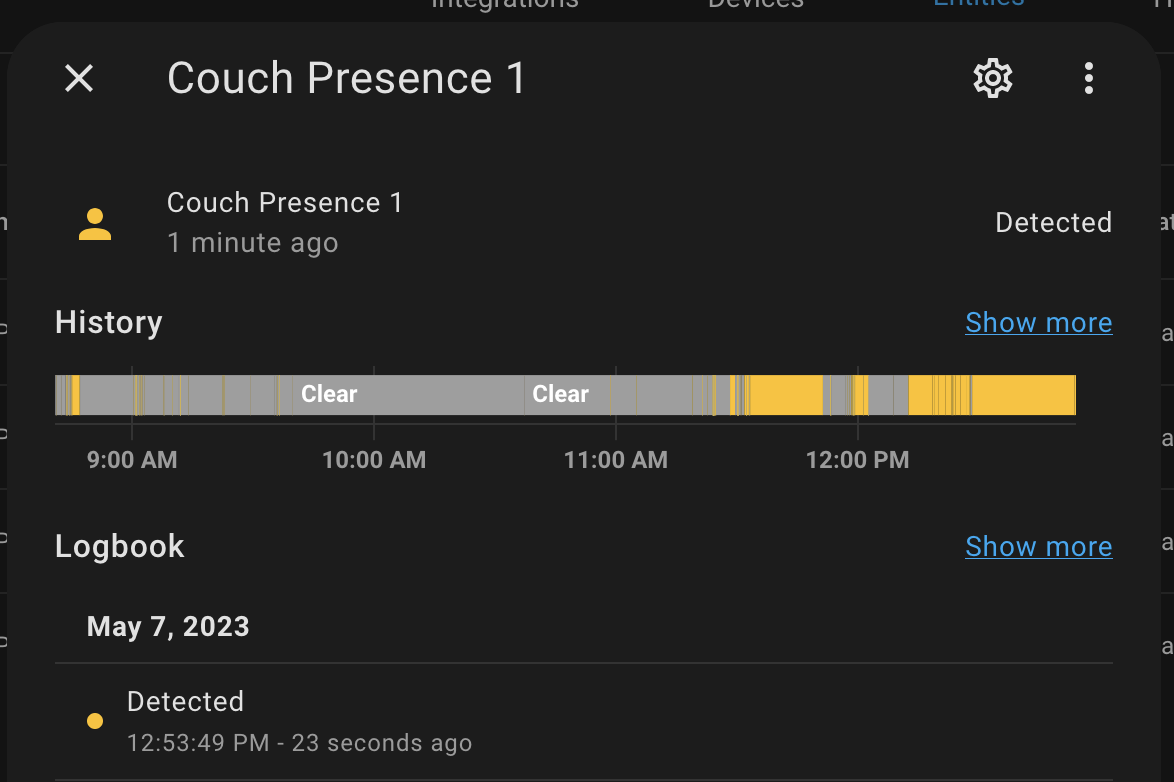 Integrations Devices Entities
Couch Presence 1
Couch Presence 1
1 minute ago
Detected
History
Show more
Clear Clear
9:00 AM 10:00 AM 11:00 AM 12:00 PM
Logbook
Show more
May 7, 2023
Detected
12:53:49 PM - 23 seconds ago